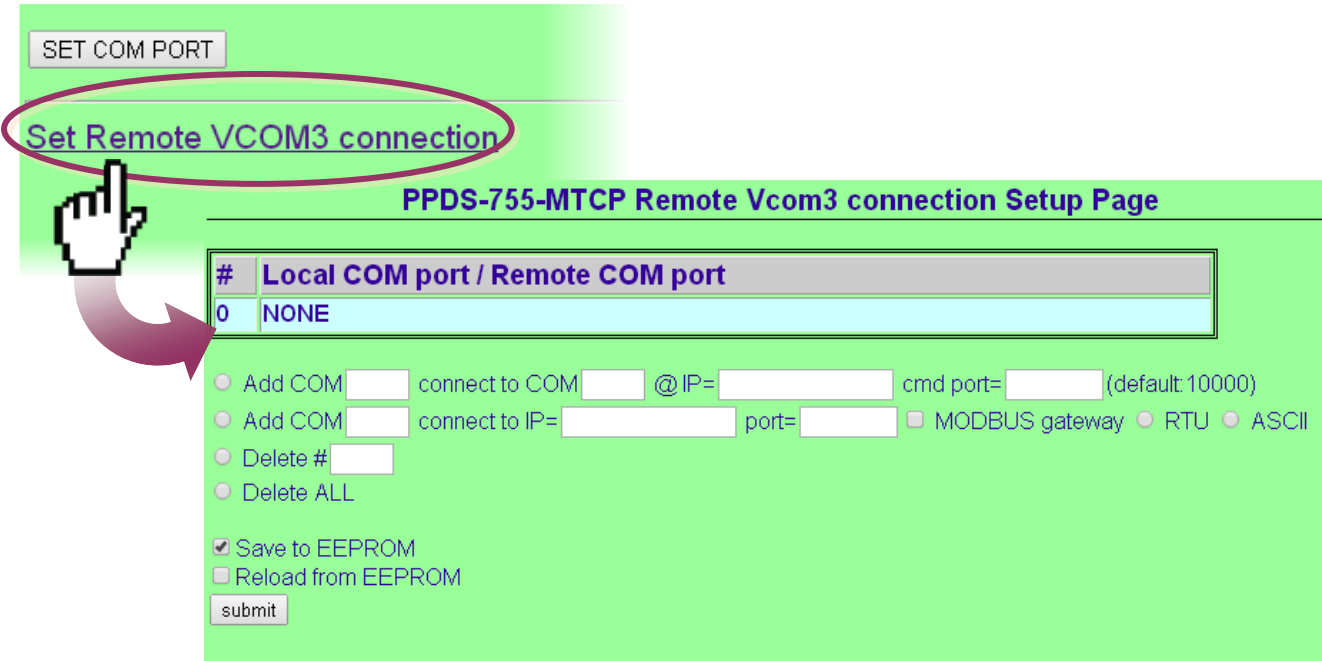 SET COM PORT
Set Remote VCOM3 connection
PPDS-755-MTCP Remote Vcom3 connection Setup Page
# Local COM port / Remote COM port
0 NONE
Add COM connect to COM @ IP= cmd port= (default:10000)
Add COM connect to IP= port= MODBUS gateway RTU ASCII
Delete #
Delete ALL
Save to EEPROM
Reload from EEPROM
submit